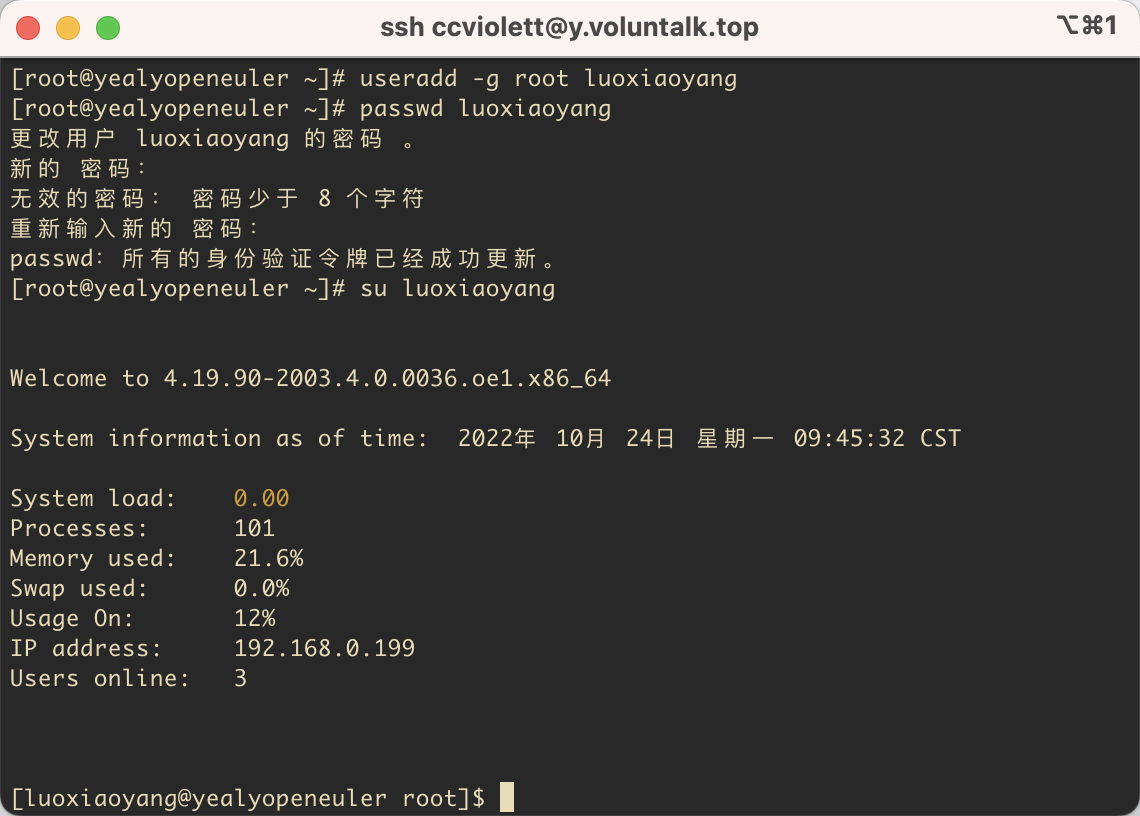 ssh ccviolett@y.voluntalk.top ⌥⌘1
[root@yealyopeneuler ~]# useradd -g root luoxiaoyang
[root@yealyopeneuler ~]# passwd luoxiaoyang
更改用户 luoxiaoyang 的密码 。
新的 密码：
无效的密码： 密码少于 8 个字符
重新输入新的 密码：
passwd：所有的身份验证令牌已经成功更新。
[root@yealyopeneuler ~]# su luoxiaoyang
Welcome to 4.19.90-2003.4.0.0036.oe1.x86_64
System information as of time:  2022年 10月 24日 星期一 09:45:32 CST
System load:    0.00
Processes:      101
Memory used:    21.6%
Swap used:      0.0%
Usage On:       12%
IP address:     192.168.0.199
Users online:   3
[luoxiaoyang@yealyopeneuler root]$